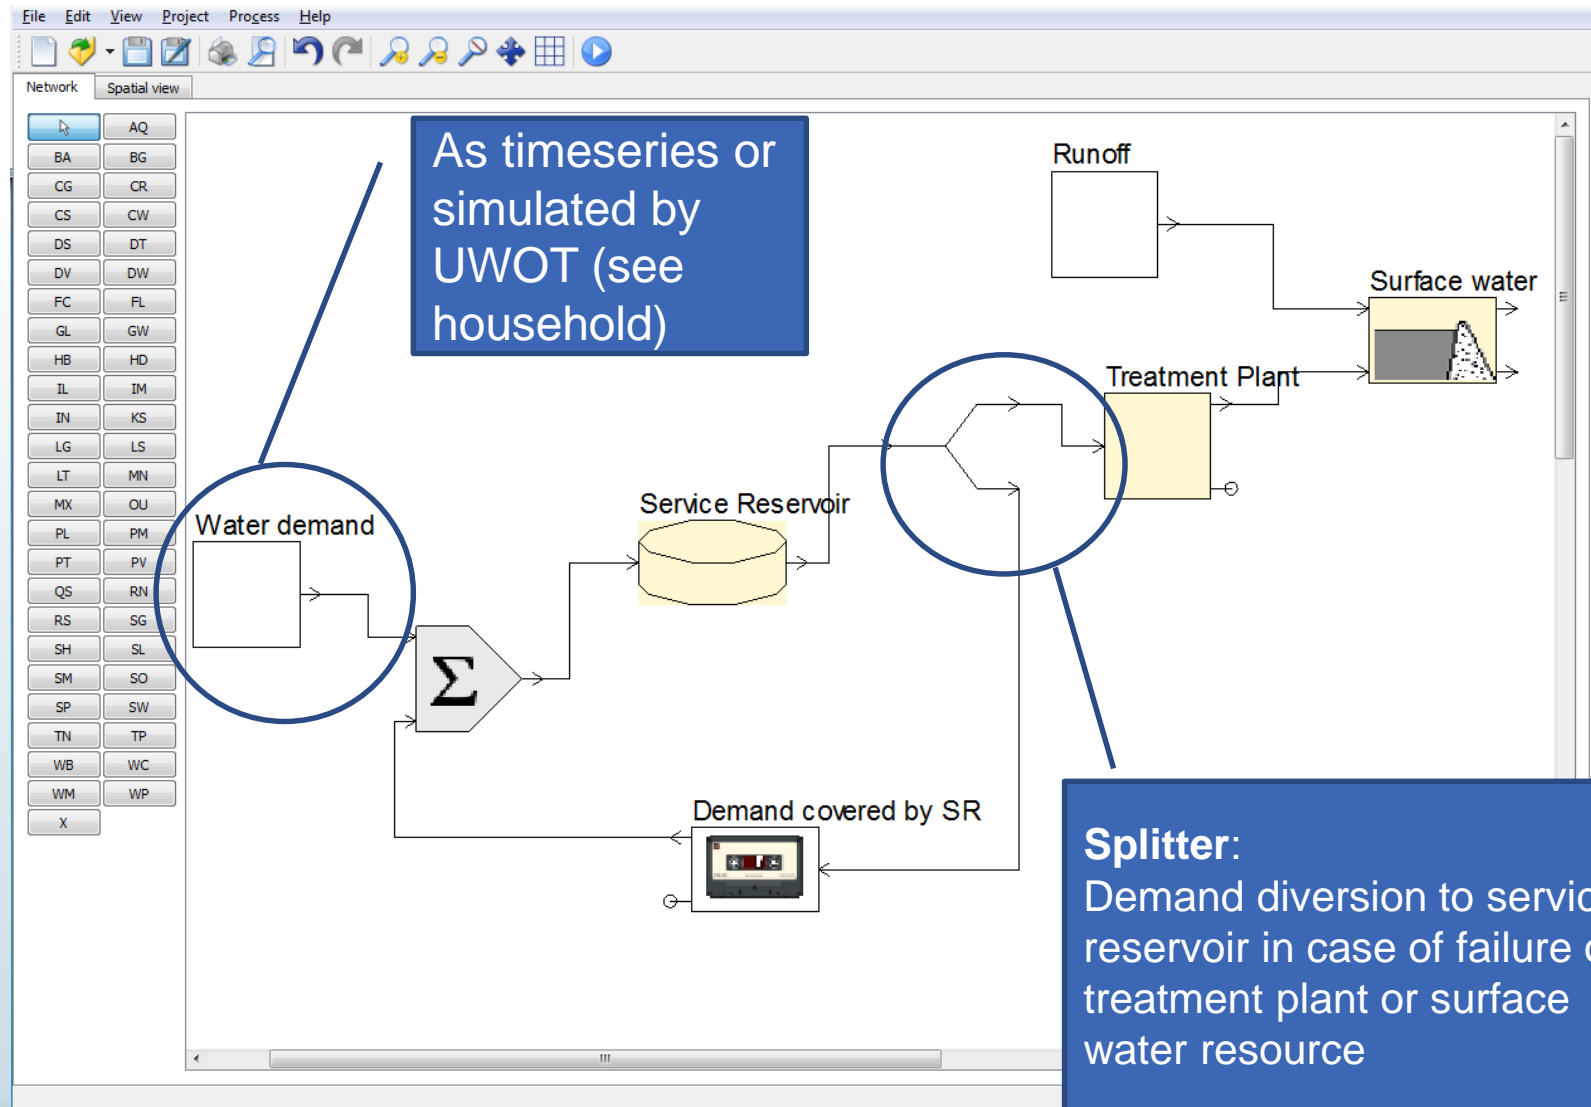 File Edit View Project Process Help
Network Spatial view
AQ
BA BG
CG CR
CS CW
DS DT
DV DW
FC FL
GL GW
HB HD
IL IM
IN KS
LG LS
LT MN
MX OU
PL PM
PT PV
QS RN
RS SG
SH SL
SM SO
SP SW
TN TP
WB WC
WM WP
X
As timeseries or
simulated by
UWOT (see
household)
Runoff
Surface water
Treatment Plant
Service Reservoir
Water demand
Σ
Demand covered by SR
Splitter:
Demand diversion to servic
reservoir in case of failure
treatment plant or surface
water resource